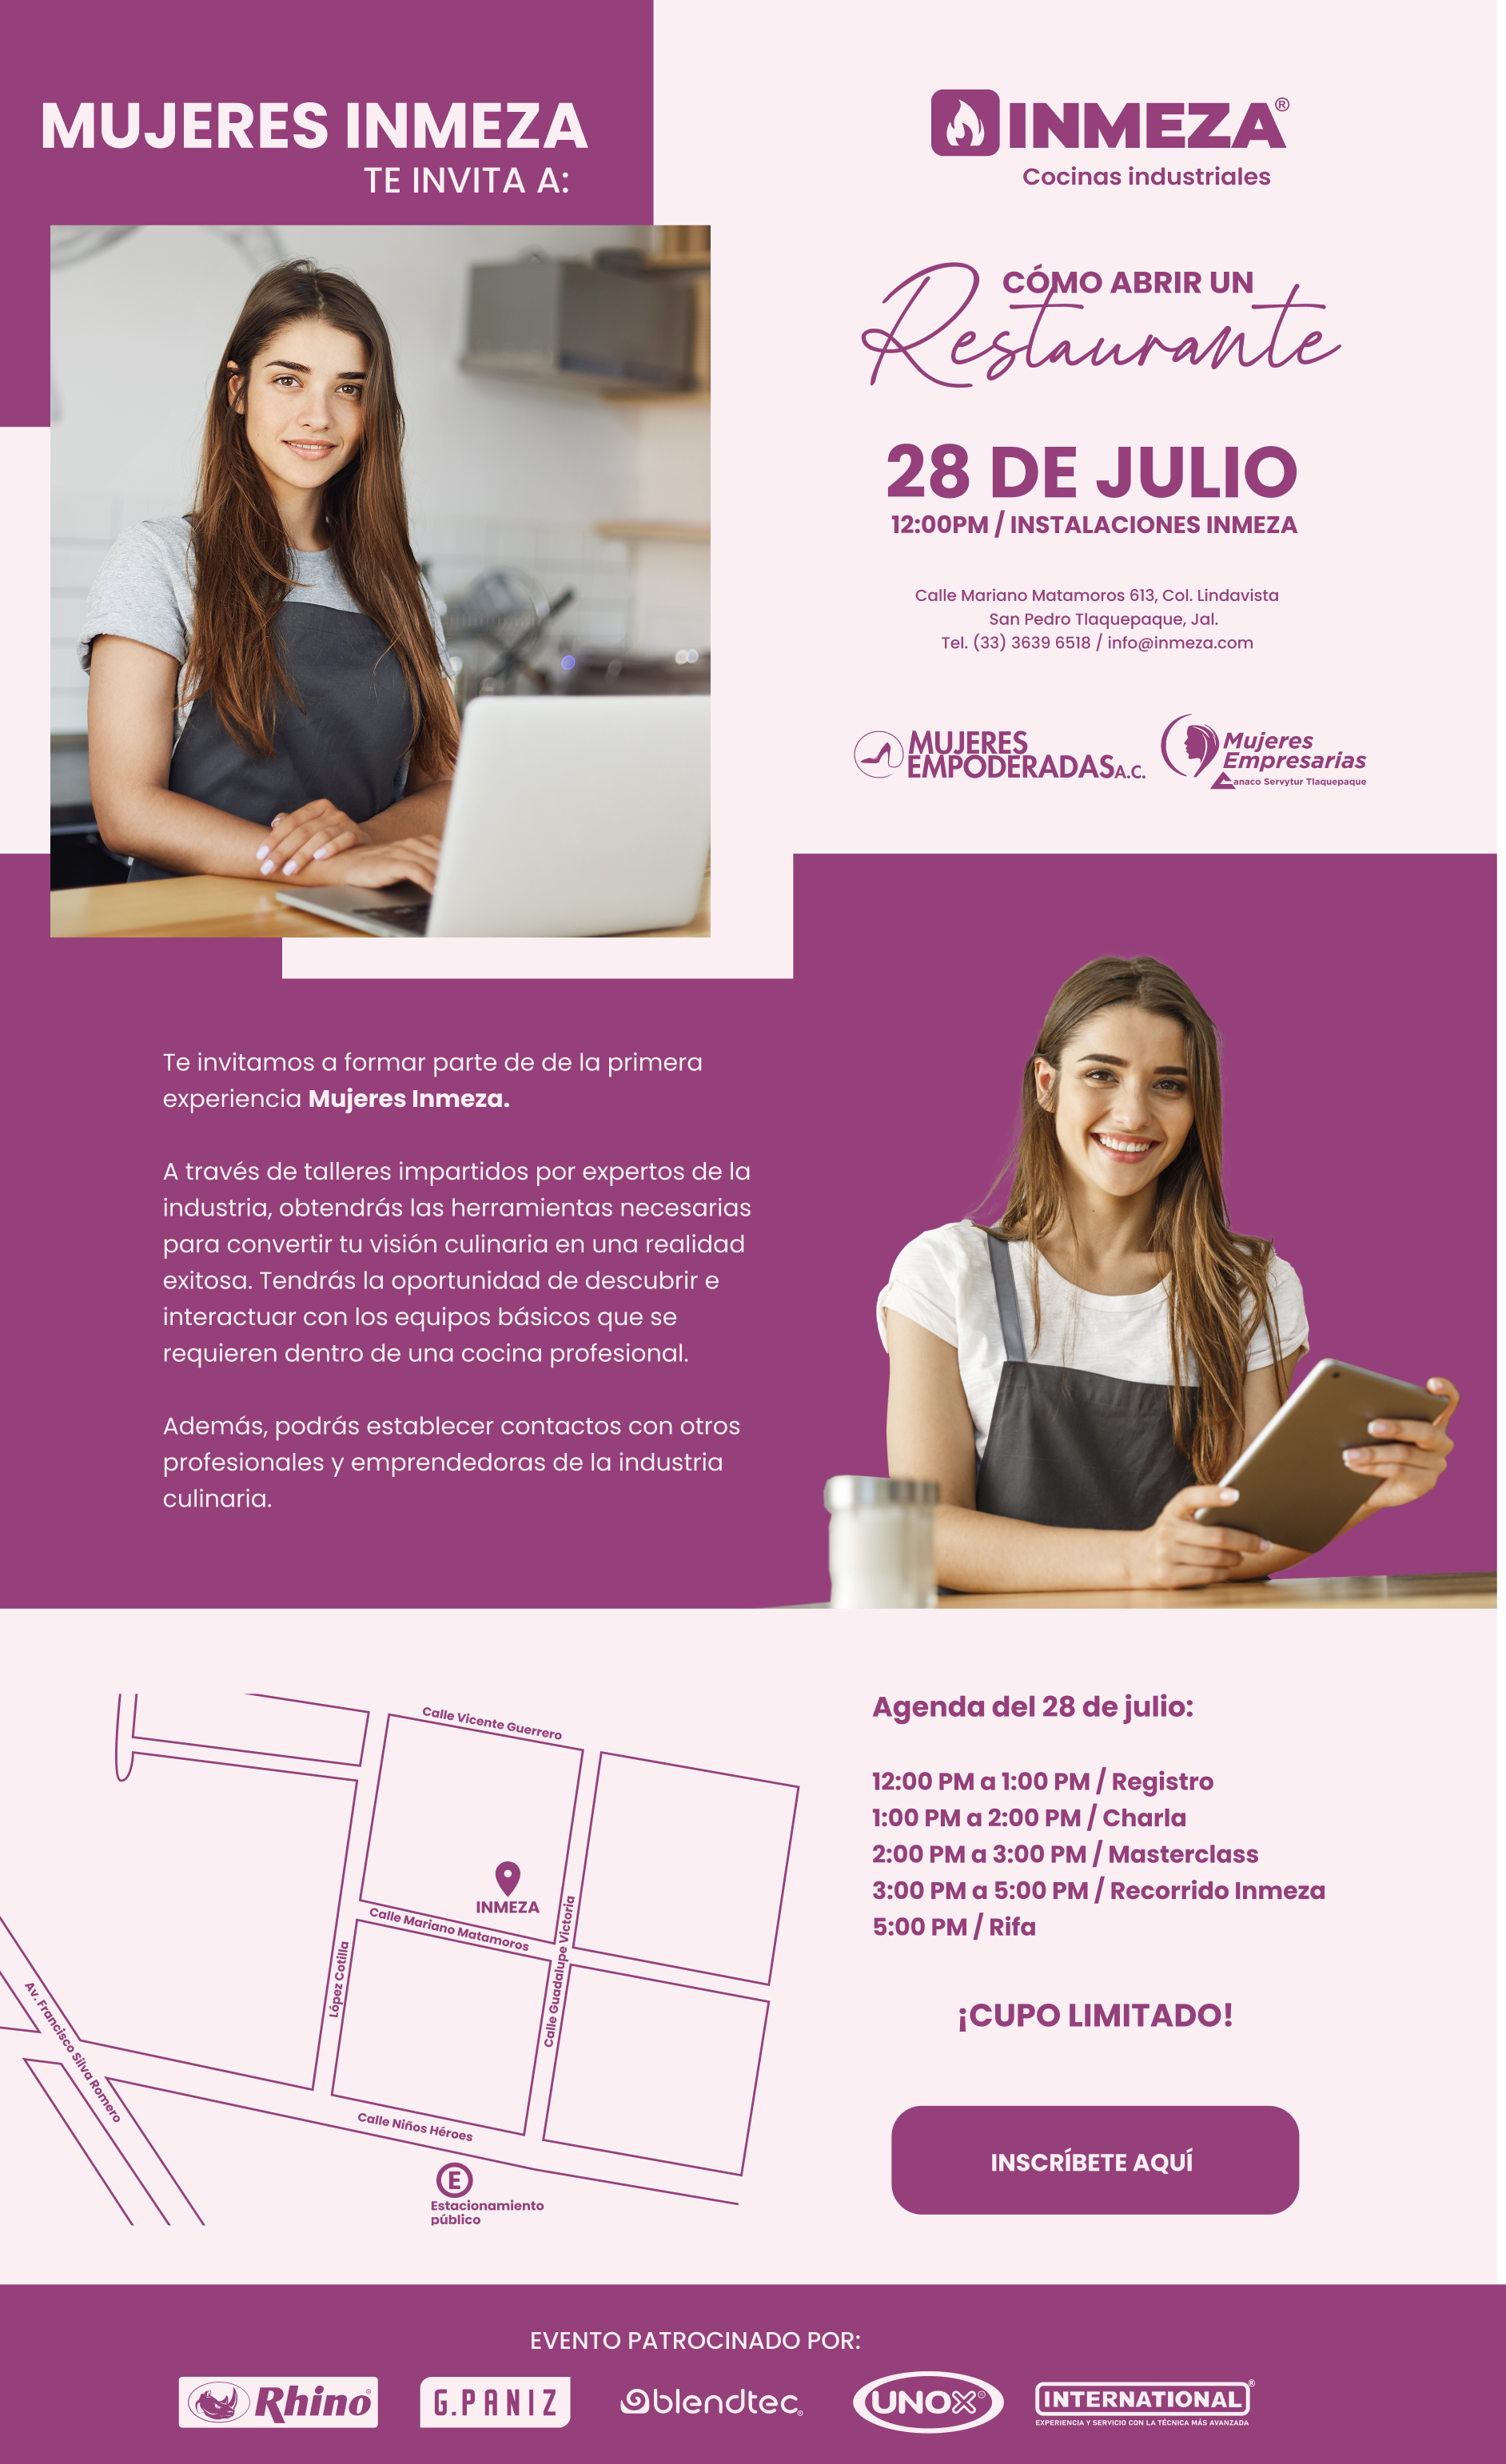 MUJERES INMEZA
TE INVITA A:
INMEZA®
Cocinas industriales
CÓMO ABRIR UN
Restaurante
28 DE JULIO
12:00PM / INSTALACIONES INMEZA
Calle Mariano Matamoros 613, Col. Lindavista
San Pedro Tlaquepaque, Jal.
Tel. (33) 3639 6518 / info@inmeza.com
MUJERES
EMPODERADAS A.C.
Mujeres
Empresarias
Canaco Servytur Tlaquepaque
Te invitamos a formar parte de de la primera
experiencia Mujeres Inmeza.
A través de talleres impartidos por expertos de la
industria, obtendrás las herramientas necesarias
para convertir tu visión culinaria en una realidad
exitosa. Tendrás la oportunidad de descubrir e
interactuar con los equipos básicos que se
requieren dentro de una cocina profesional.
Además, podrás establecer contactos con otros
profesionales y emprendedoras de la industria
culinaria.
Calle Vicente Guerrero
INMEZA
Calle Mariano Matamoros
Calle Guadalupe Victoria
López Cotilla
Av. Francisco Silva Romero
Calle Niños Héroes
E
Estacionamiento
público
Agenda del 28 de julio:
12:00 PM a 1:00 PM / Registro
1:00 PM a 2:00 PM / Charla
2:00 PM a 3:00 PM / Masterclass
3:00 PM a 5:00 PM / Recorrido Inmeza
5:00 PM / Rifa
¡CUPO LIMITADO!
INSCRÍBETE AQUÍ
EVENTO PATROCINADO POR:
Rhino®
G.PANIZ
blendtec®
UNOX®
INTERNATIONAL®
EXPERIENCIA Y SERVICIO CON LA TÉCNICA MÁS AVANZADA